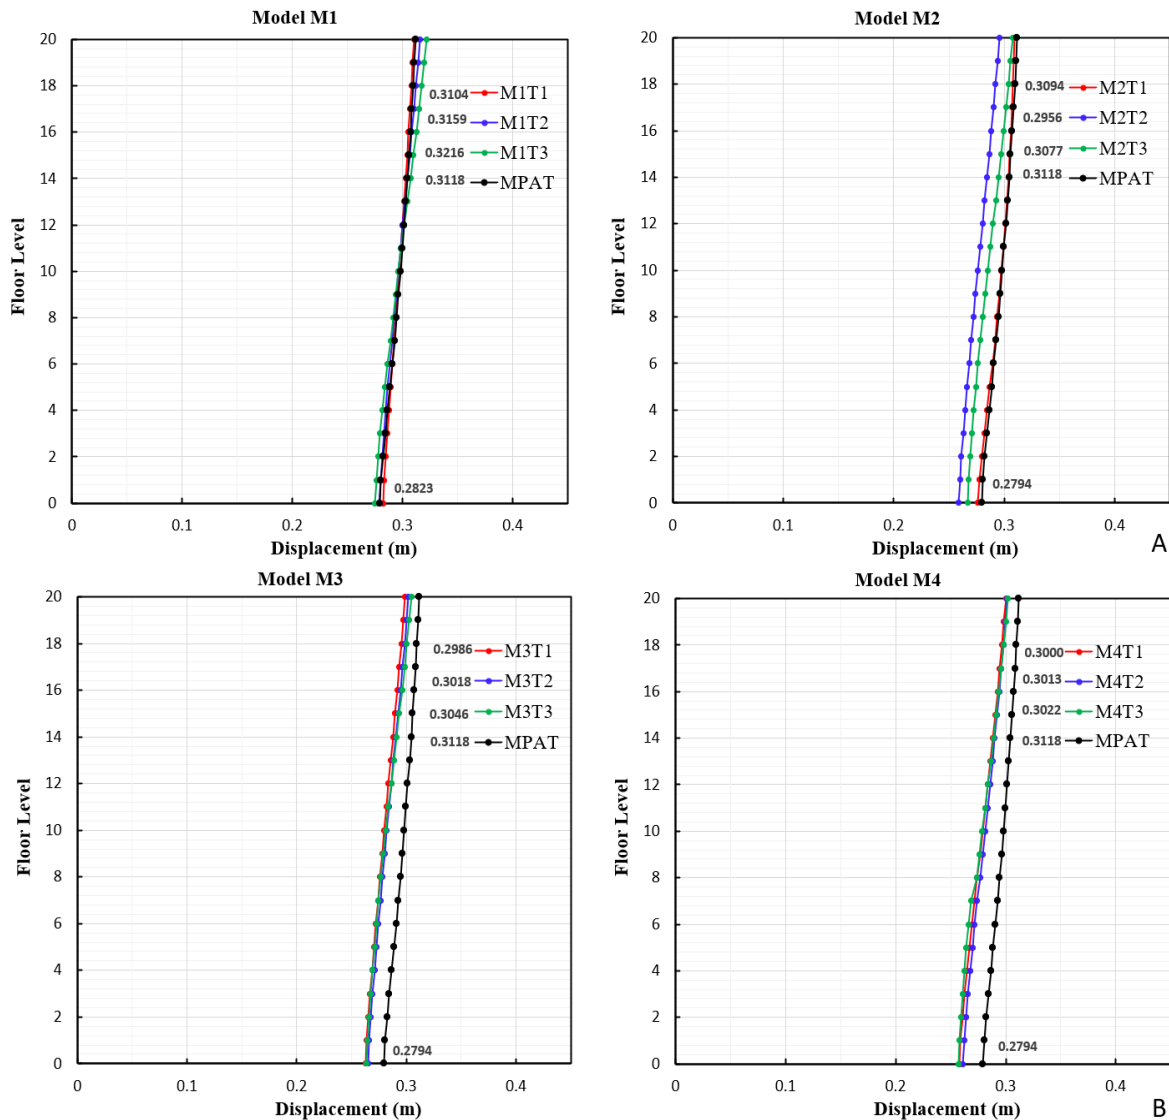 Model M1
20
18
16
14
12
10
8
6
4
2
0
Floor Level
0.3104 M1T1
0.3159 M1T2
0.3216 M1T3
0.3118 MPAT
0.2823
0 0.1 0.2 0.3 0.4
Displacement (m)
Model M2
20
18
16
14
12
10
8
6
4
2
0
Floor Level
0.3094 M2T1
0.2956 M2T2
0.3077 M2T3
0.3118 MPAT
0.2794
0 0.1 0.2 0.3 0.4
Displacement (m)
A
Model M3
20
18
16
14
12
10
8
6
4
2
0
Floor Level
0.2986 M3T1
0.3018 M3T2
0.3046 M3T3
0.3118 MPAT
0.2794
0 0.1 0.2 0.3 0.4
Displacement (m)
Model M4
20
18
16
14
12
10
8
6
4
2
0
Floor Level
0.3000 M4T1
0.3013 M4T2
0.3022 M4T3
0.3118 MPAT
0.2794
0 0.1 0.2 0.3 0.4
Displacement (m)
B